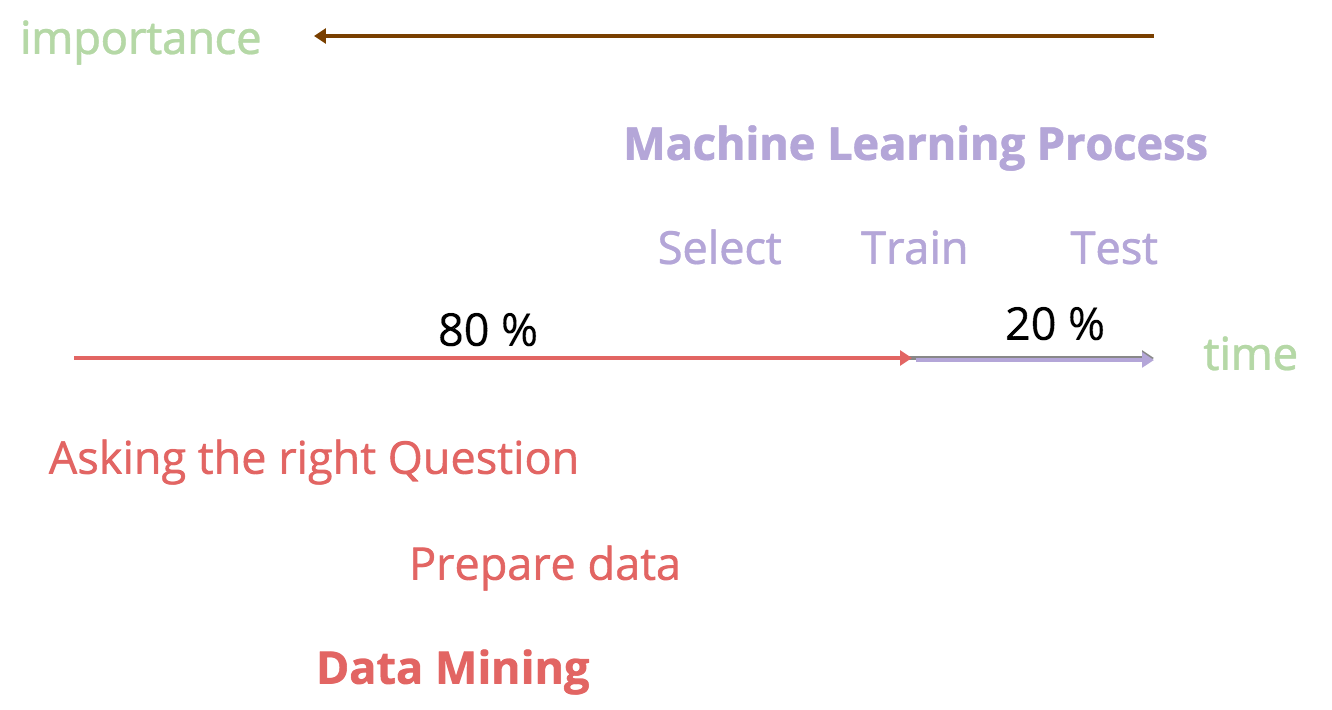 importance
Machine Learning Process
Select Train Test
80 % 20 %
time
Asking the right Question
Prepare data
Data Mining